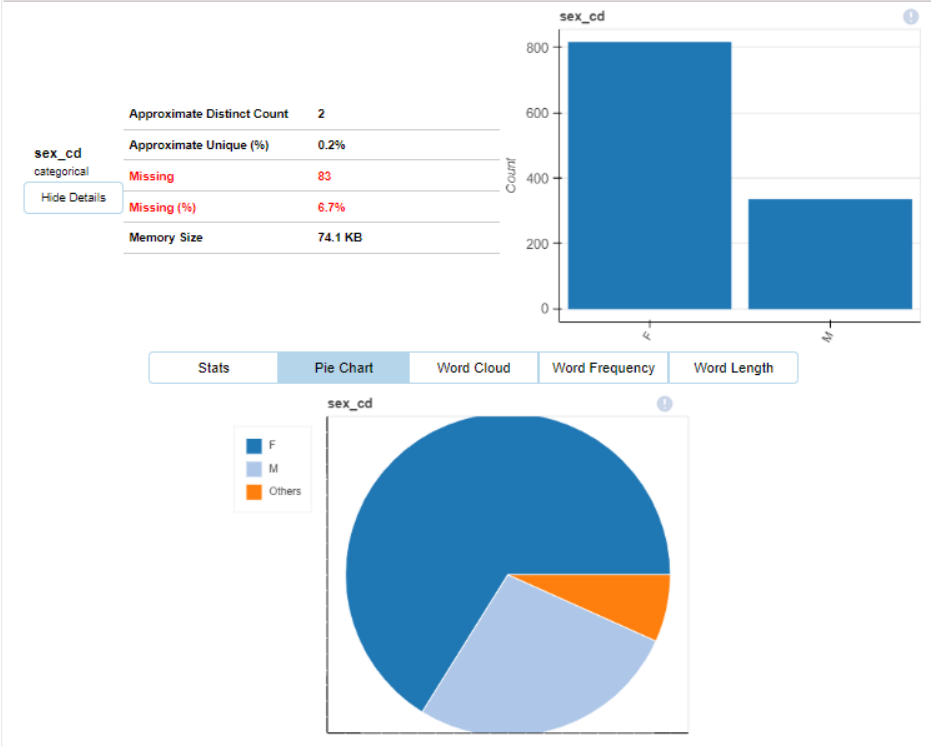 sex_cd
categorical
Hide Details
Approximate Distinct Count 2
Approximate Unique (%) 0.2%
Missing 83
Missing (%) 6.7%
Memory Size 74.1 KB
sex_cd
!
Count
800
600
400
200
0
F
M
Stats Pie Chart Word Cloud Word Frequency Word Length
sex_cd
!
F
M
Others